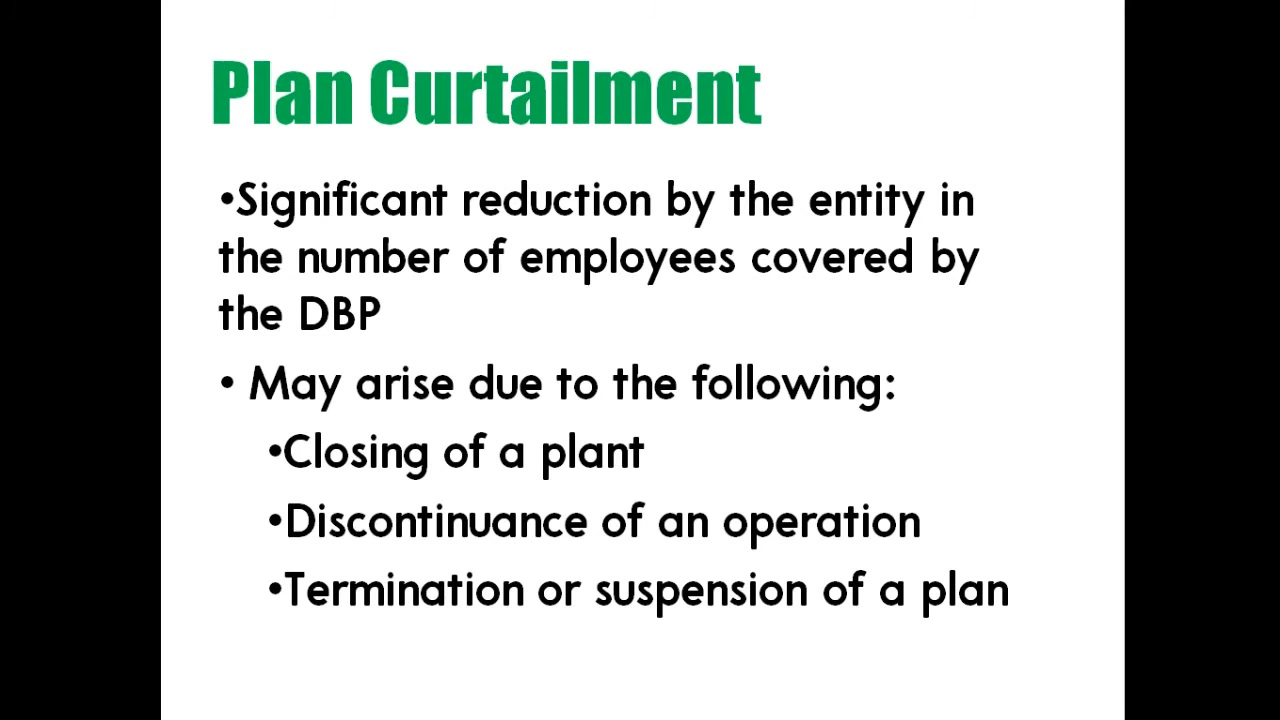 Plan Curtailment
•Significant reduction by the entity in
the number of employees covered by
the DBP
• May arise due to the following:
•Closing of a plant
•Discontinuance of an operation
•Termination or suspension of a plan